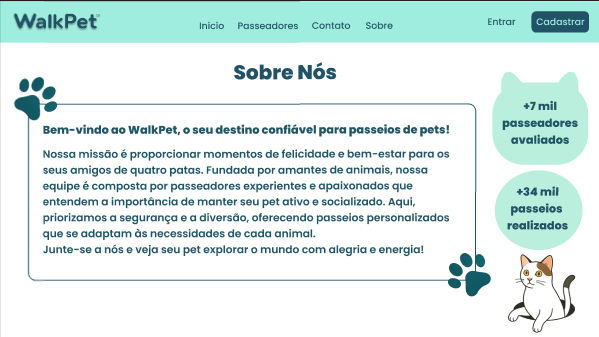 WalkPet
Inicio Passeadores Contato Sobre
Entrar Cadastrar
Sobre Nós
Bem-vindo ao WalkPet, o seu destino confiável para passeios de pets!
Nossa missão é proporcionar momentos de felicidade e bem-estar para os
seus amigos de quatro patas. Fundada por amantes de animais, nossa
equipe é composta por passeadores experientes e apaixonados que
entendem a importância de manter seu pet ativo e socializado. Aqui,
priorizamos a segurança e a diversão, oferecendo passeios personalizados
que se adaptam às necessidades de cada animal.
Junte-se a nós e veja seu pet explorar o mundo com alegria e energia!
+7 mil
passeadores
avaliados
+34 mil
passeios
realizados